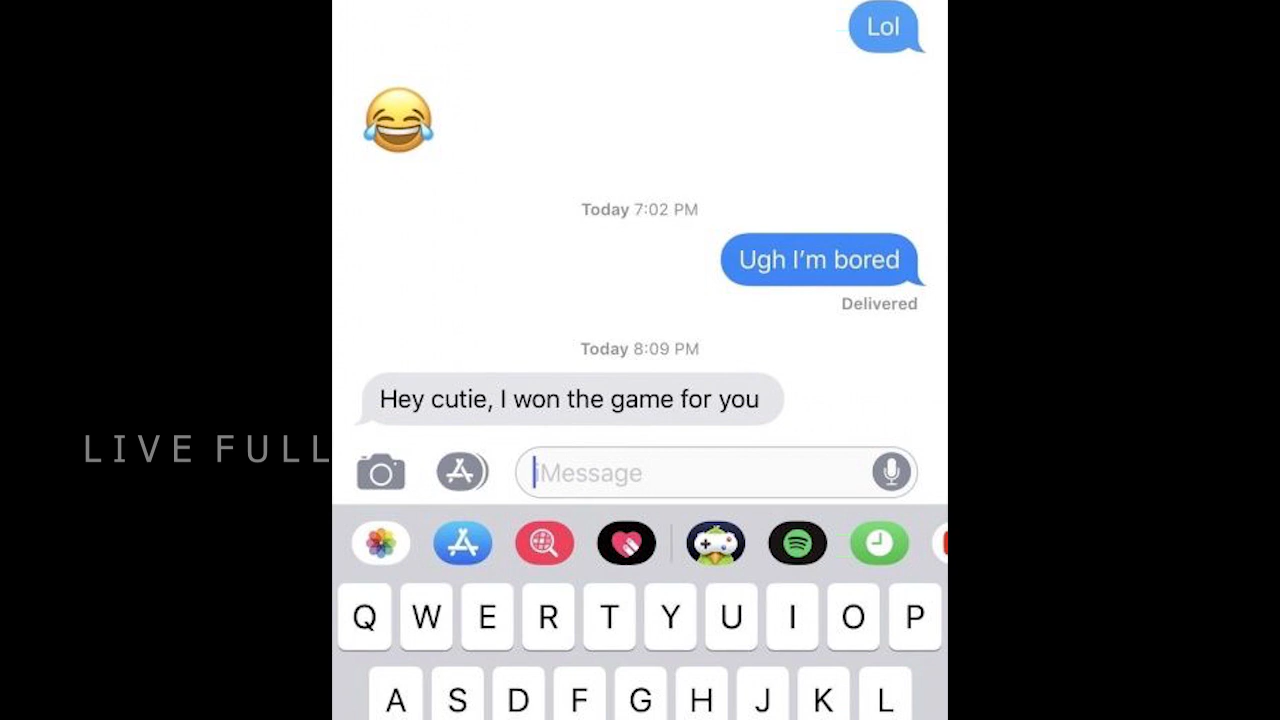 Lol
😂
Today 7:02 PM
Ugh I'm bored
Delivered
Today 8:09 PM
Hey cutie, I won the game for you
LIVE FULL
iMessage
Q W E R T Y U I O P
A S D F G H J K L